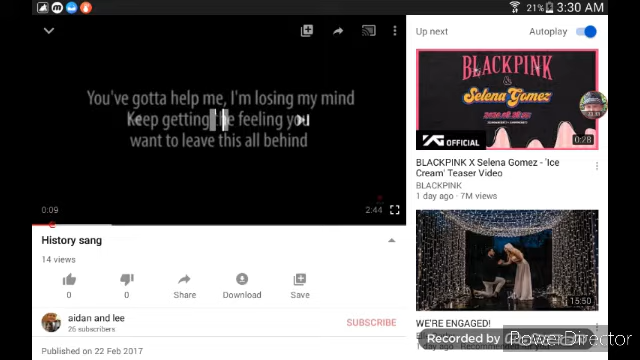 21% 3:30 AM
Up next Autoplay
You've gotta help me, I'm losing my mind
Keep getting the feeling you
want to leave this all behind
0:09 2:44
BLACKPINK
&
Selena Gomez
YG OFFICIAL
0:28
BLACKPINK X Selena Gomez - 'Ice
Cream' Teaser Video
BLACKPINK
1 day ago · 7M views
History sang
14 views
0 0 Share Download Save
aidan and lee
26 subscribers
SUBSCRIBE
Published on 22 Feb 2017
15:50
WE'RE ENGAGED!
1 day ago
Recorded by
PowerDirector